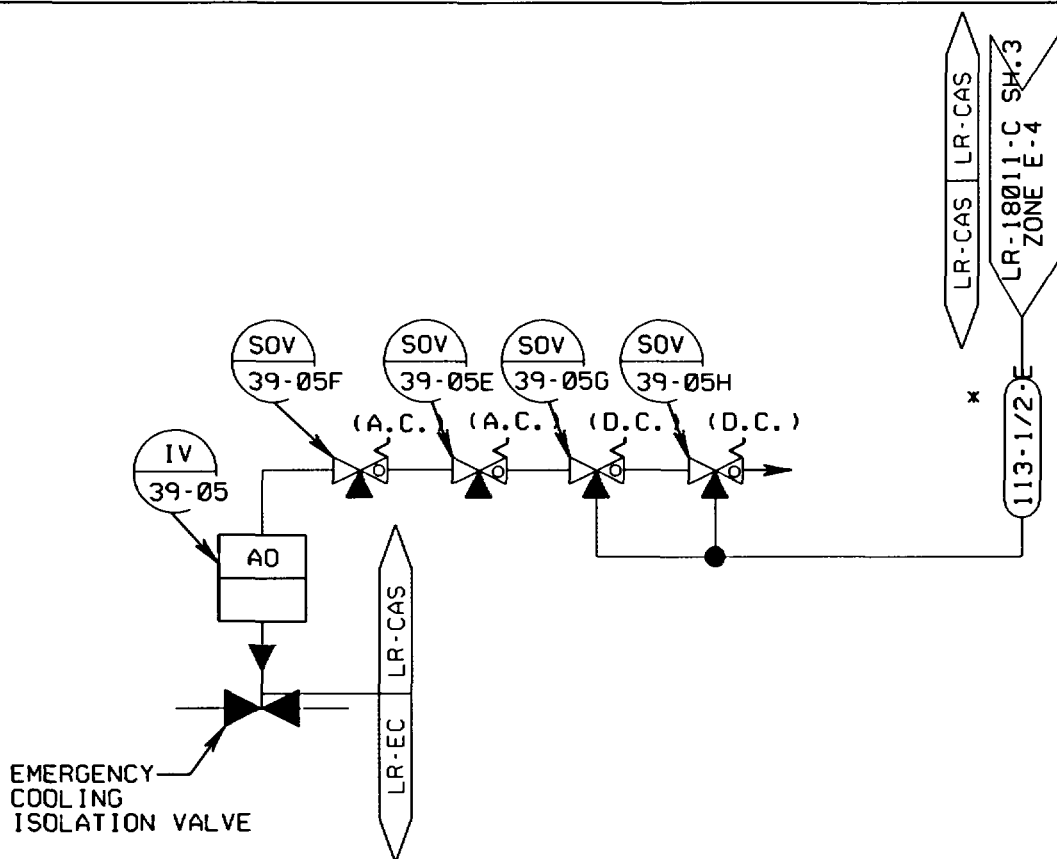 LR-CAS LR-CAS
LR-18011-C SH.3
ZONE E-4
SOV
39-05F
SOV
39-05E
SOV
39-05G
SOV
39-05H
*
113-1/2-E
(A.C.)
(A.C.)
(D.C.)
(D.C.)
IV
39-05
AO
LR-EC LR-CAS
EMERGENCY
COOLING
ISOLATION VALVE